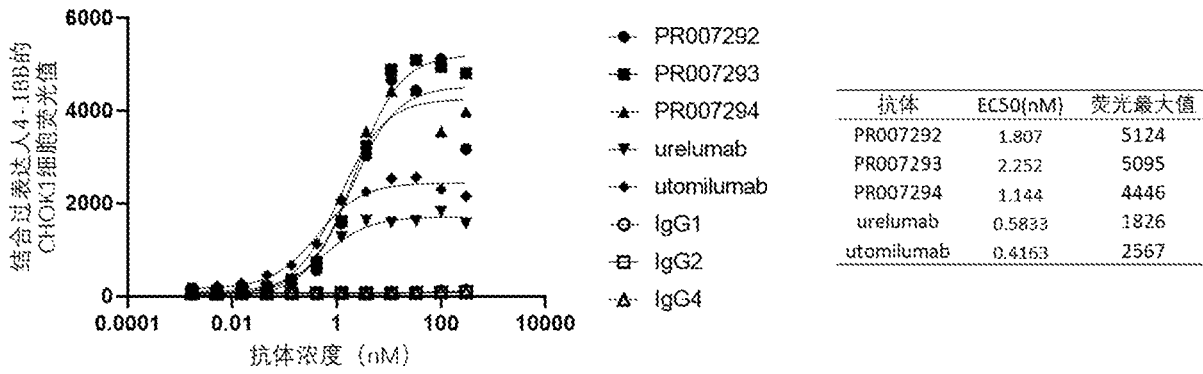 结合过表达人4-1BB的
CHOK1细胞荧光值
6000
4000
2000
0
0.0001
0.01
1
100
10000
抗体浓度 (nM)
PR007292
PR007293
PR007294
urelumab
utomilumab
IgG1
IgG2
IgG4
抗体 EC50(nM) 荧光最大值
PR007292 1.807 5124
PR007293 2.252 5095
PR007294 1.144 4446
urelumab 0.5833 1826
utomilumab 0.4163 2567